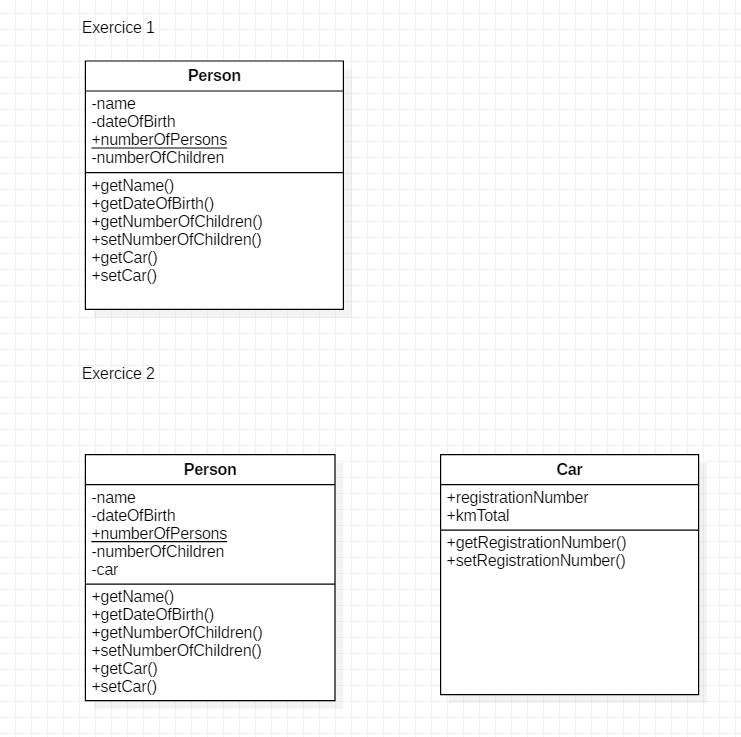 Exercice 1
Person
-name
-dateOfBirth
+numberOfPersons
-numberOfChildren
+getName()
+getDateOfBirth()
+getNumberOfChildren()
+setNumberOfChildren()
+getCar()
+setCar()
Exercice 2
Person
-name
-dateOfBirth
+numberOfPersons
-numberOfChildren
-car
+getName()
+getDateOfBirth()
+getNumberOfChildren()
+setNumberOfChildren()
+getCar()
+setCar()
Car
+registrationNumber
+kmTotal
+getRegistrationNumber()
+setRegistrationNumber()